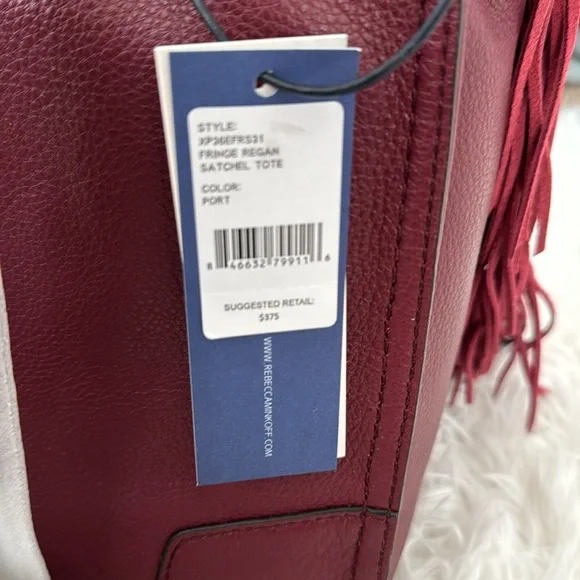 STYLE:
XP36EFRS31
FRINGE REGAN
SATCHEL TOTE
COLOR:
PORT
8 46632 79911 6
SUGGESTED RETAIL:
$375
WWW.REBECCAMINKOFF.COM